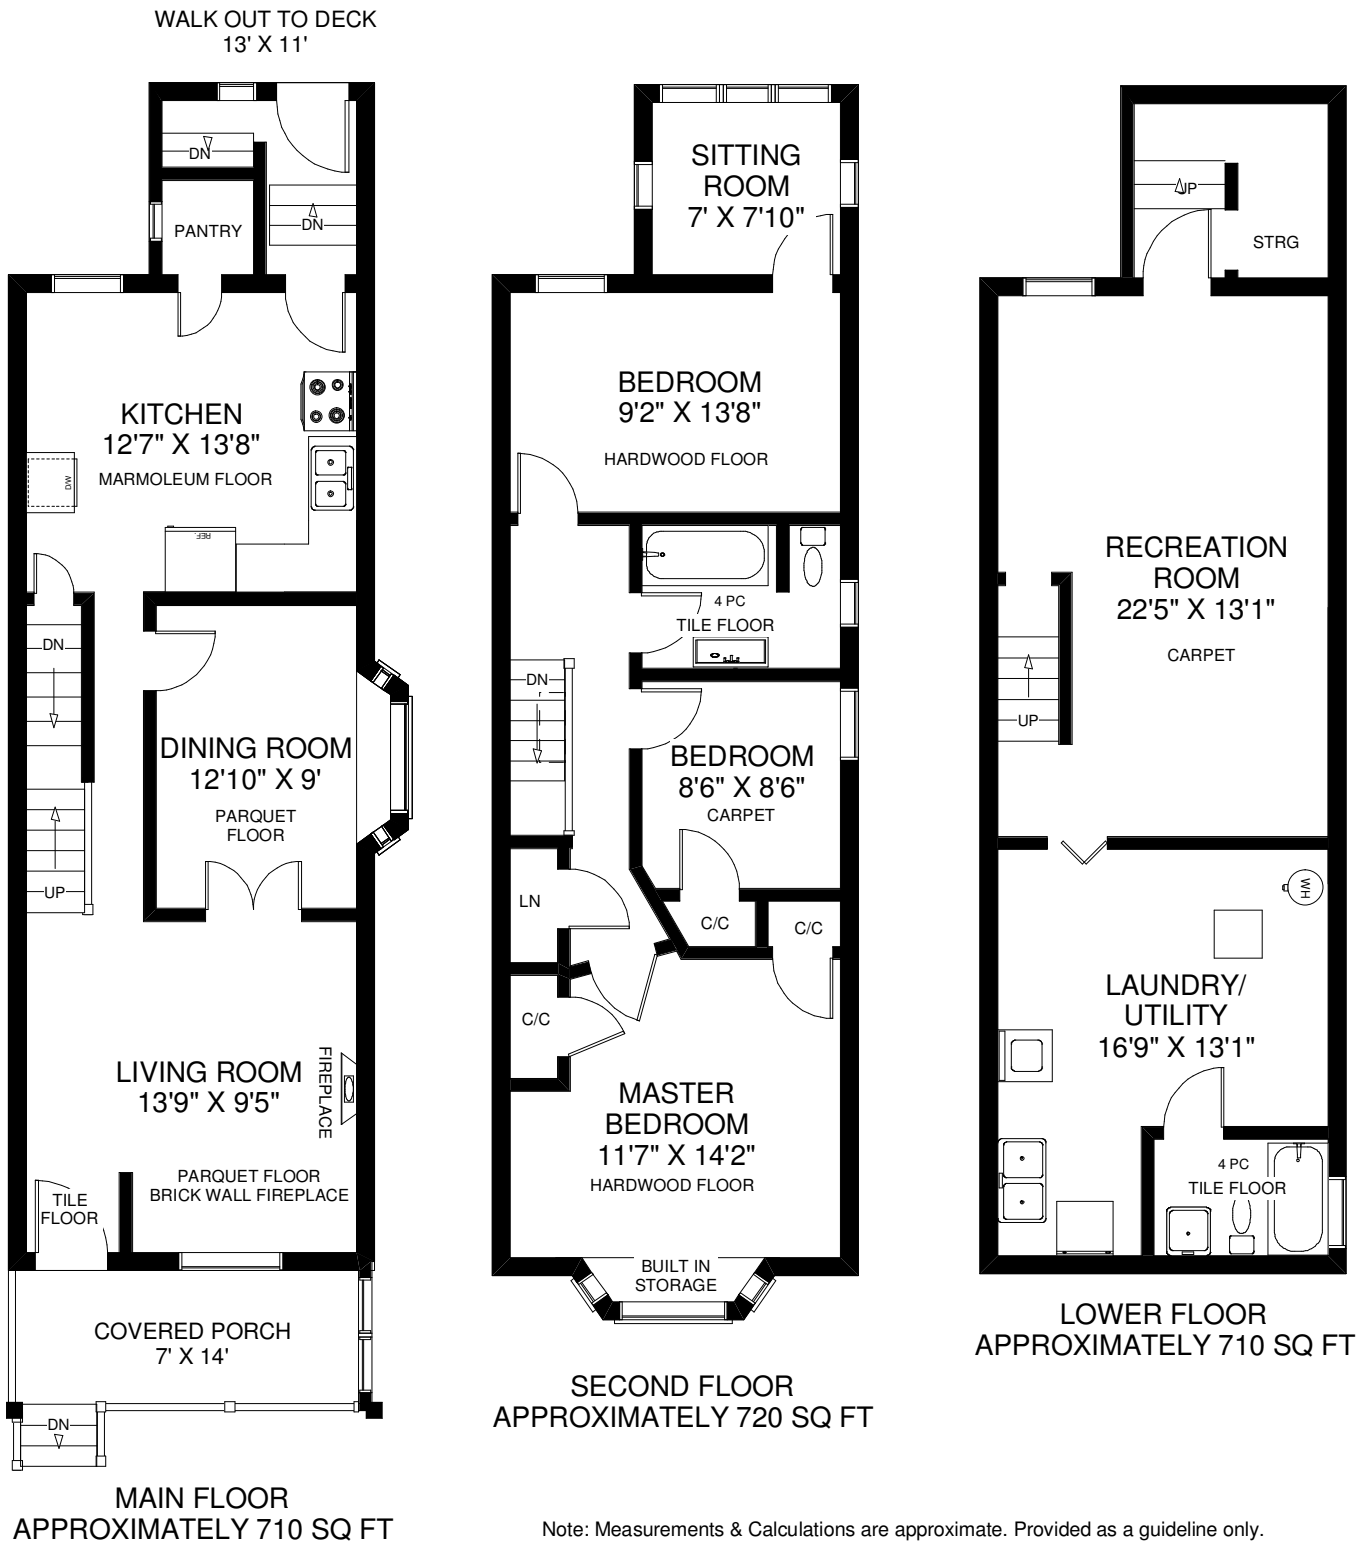 WALK OUT TO DECK
13' X 11'
DN
PANTRY
DN
KITCHEN
12'7" X 13'8"
MARMOLEUM FLOOR
D/W
REF.
DN
DINING ROOM
12'10" X 9'
PARQUET
FLOOR
UP
LIVING ROOM
13'9" X 9'5"
FIREPLACE
PARQUET FLOOR
BRICK WALL FIREPLACE
TILE
FLOOR
COVERED PORCH
7' X 14'
DN
MAIN FLOOR
APPROXIMATELY 710 SQ FT
SITTING
ROOM
7' X 7'10"
BEDROOM
9'2" X 13'8"
HARDWOOD FLOOR
4 PC
TILE FLOOR
DN
BEDROOM
8'6" X 8'6"
CARPET
LN
C/C
C/C
C/C
MASTER
BEDROOM
11'7" X 14'2"
HARDWOOD FLOOR
BUILT IN
STORAGE
SECOND FLOOR
APPROXIMATELY 720 SQ FT
UP
STRG
RECREATION
ROOM
22'5" X 13'1"
CARPET
UP
WH
LAUNDRY/
UTILITY
16'9" X 13'1"
4 PC
TILE FLOOR
LOWER FLOOR
APPROXIMATELY 710 SQ FT
Note: Measurements & Calculations are approximate. Provided as a guideline only.